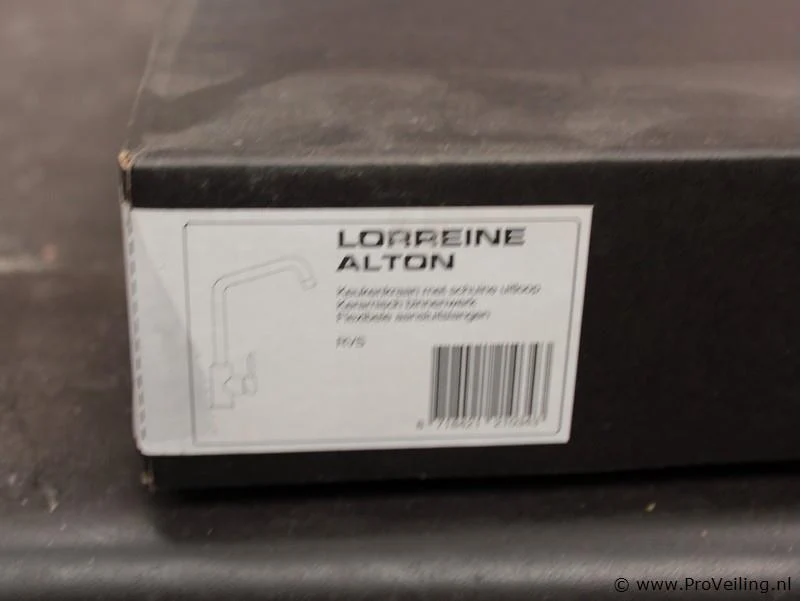 LORREINE
ALTON
Keukenkraan met schuine uitloop
Keramisch binnenwerk
Flexibele aansluitslangen
RVS
© www.ProVeiling.nl